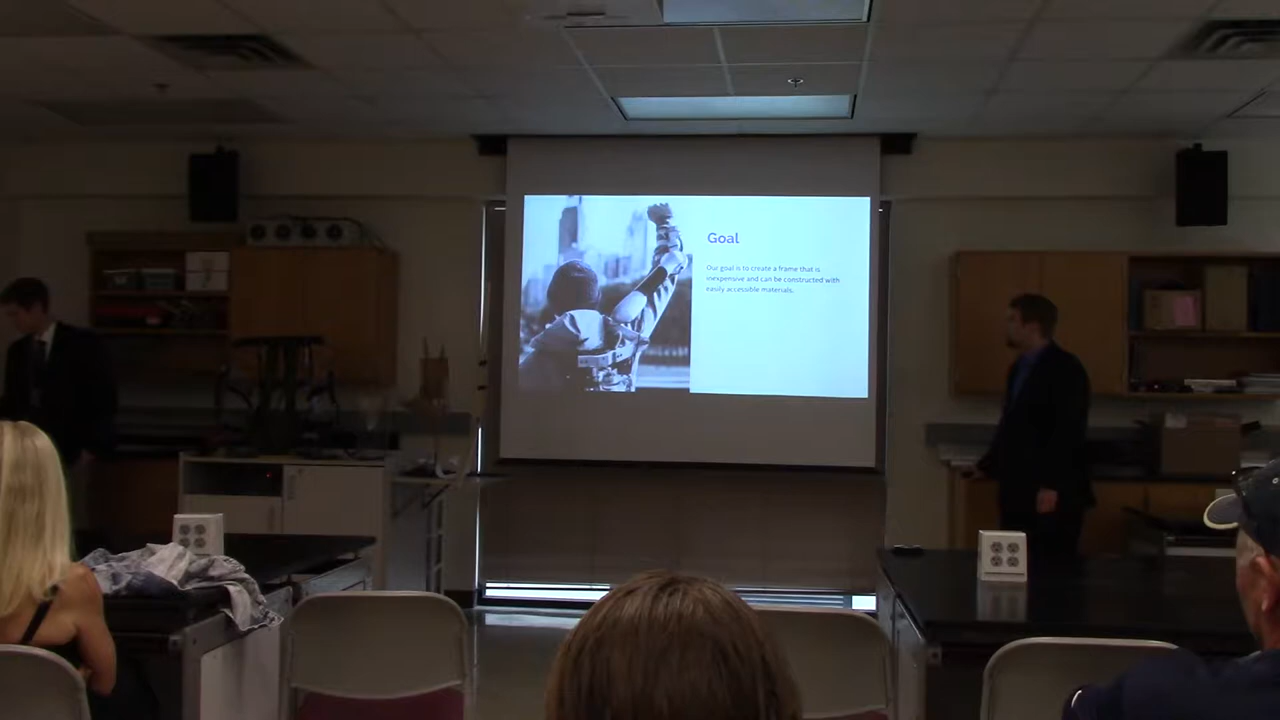 Goal
Our goal is to create a frame that is
inexpensive and can be constructed with
easily accessible materials.